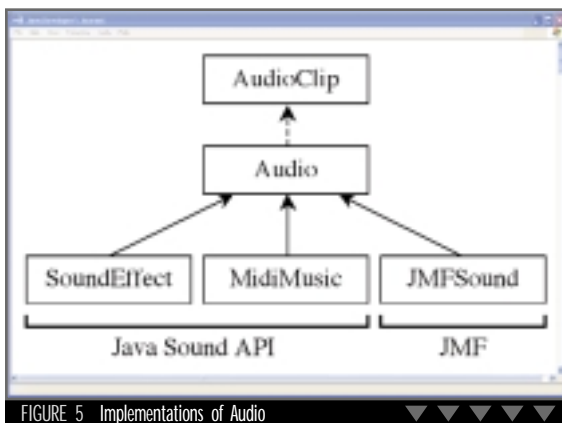 AudioClip
Audio
SoundEffect MidiMusic JMFSound
Java Sound API JMF
FIGURE 5 Implementations of Audio